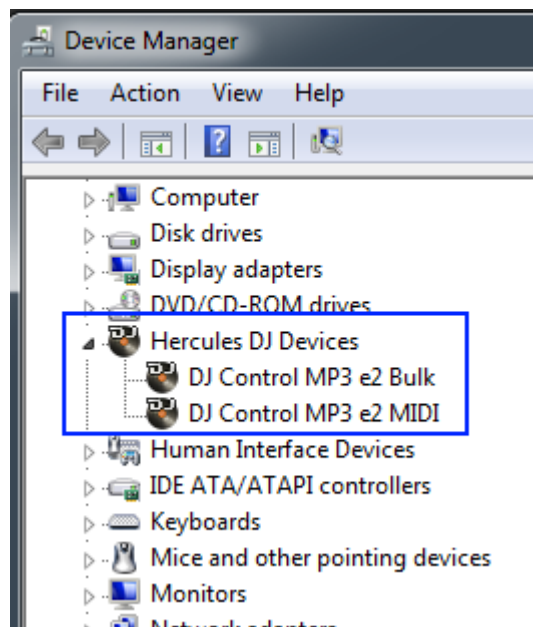 Device Manager
File Action View Help
Computer
Disk drives
Display adapters
DVD/CD-ROM drives
Hercules DJ Devices
DJ Control MP3 e2 Bulk
DJ Control MP3 e2 MIDI
Human Interface Devices
IDE ATA/ATAPI controllers
Keyboards
Mice and other pointing devices
Monitors
Network adapters